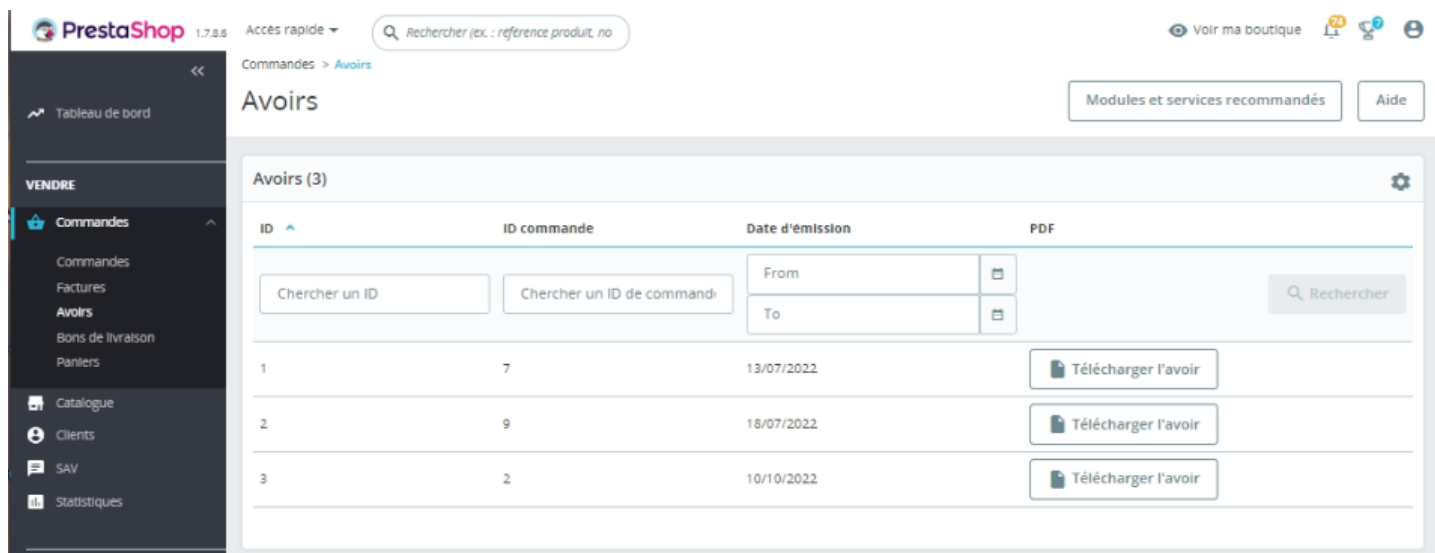 PrestaShop 1.7.8.6 Accès rapide Rechercher (ex. : référence produit, no Voir ma boutique 74 7
Commandes > Avoirs
Avoirs
Modules et services recommandés Aide
Tableau de bord
VENDRE
Commandes
Commandes
Factures
Avoirs
Bons de livraison
Paniers
Catalogue
Clients
SAV
Statistiques
Avoirs (3)
ID ID commande Date d'émission PDF
Chercher un ID Chercher un ID de command From Rechercher
To
1 7 13/07/2022 Télécharger l'avoir
2 9 18/07/2022 Télécharger l'avoir
3 2 10/10/2022 Télécharger l'avoir